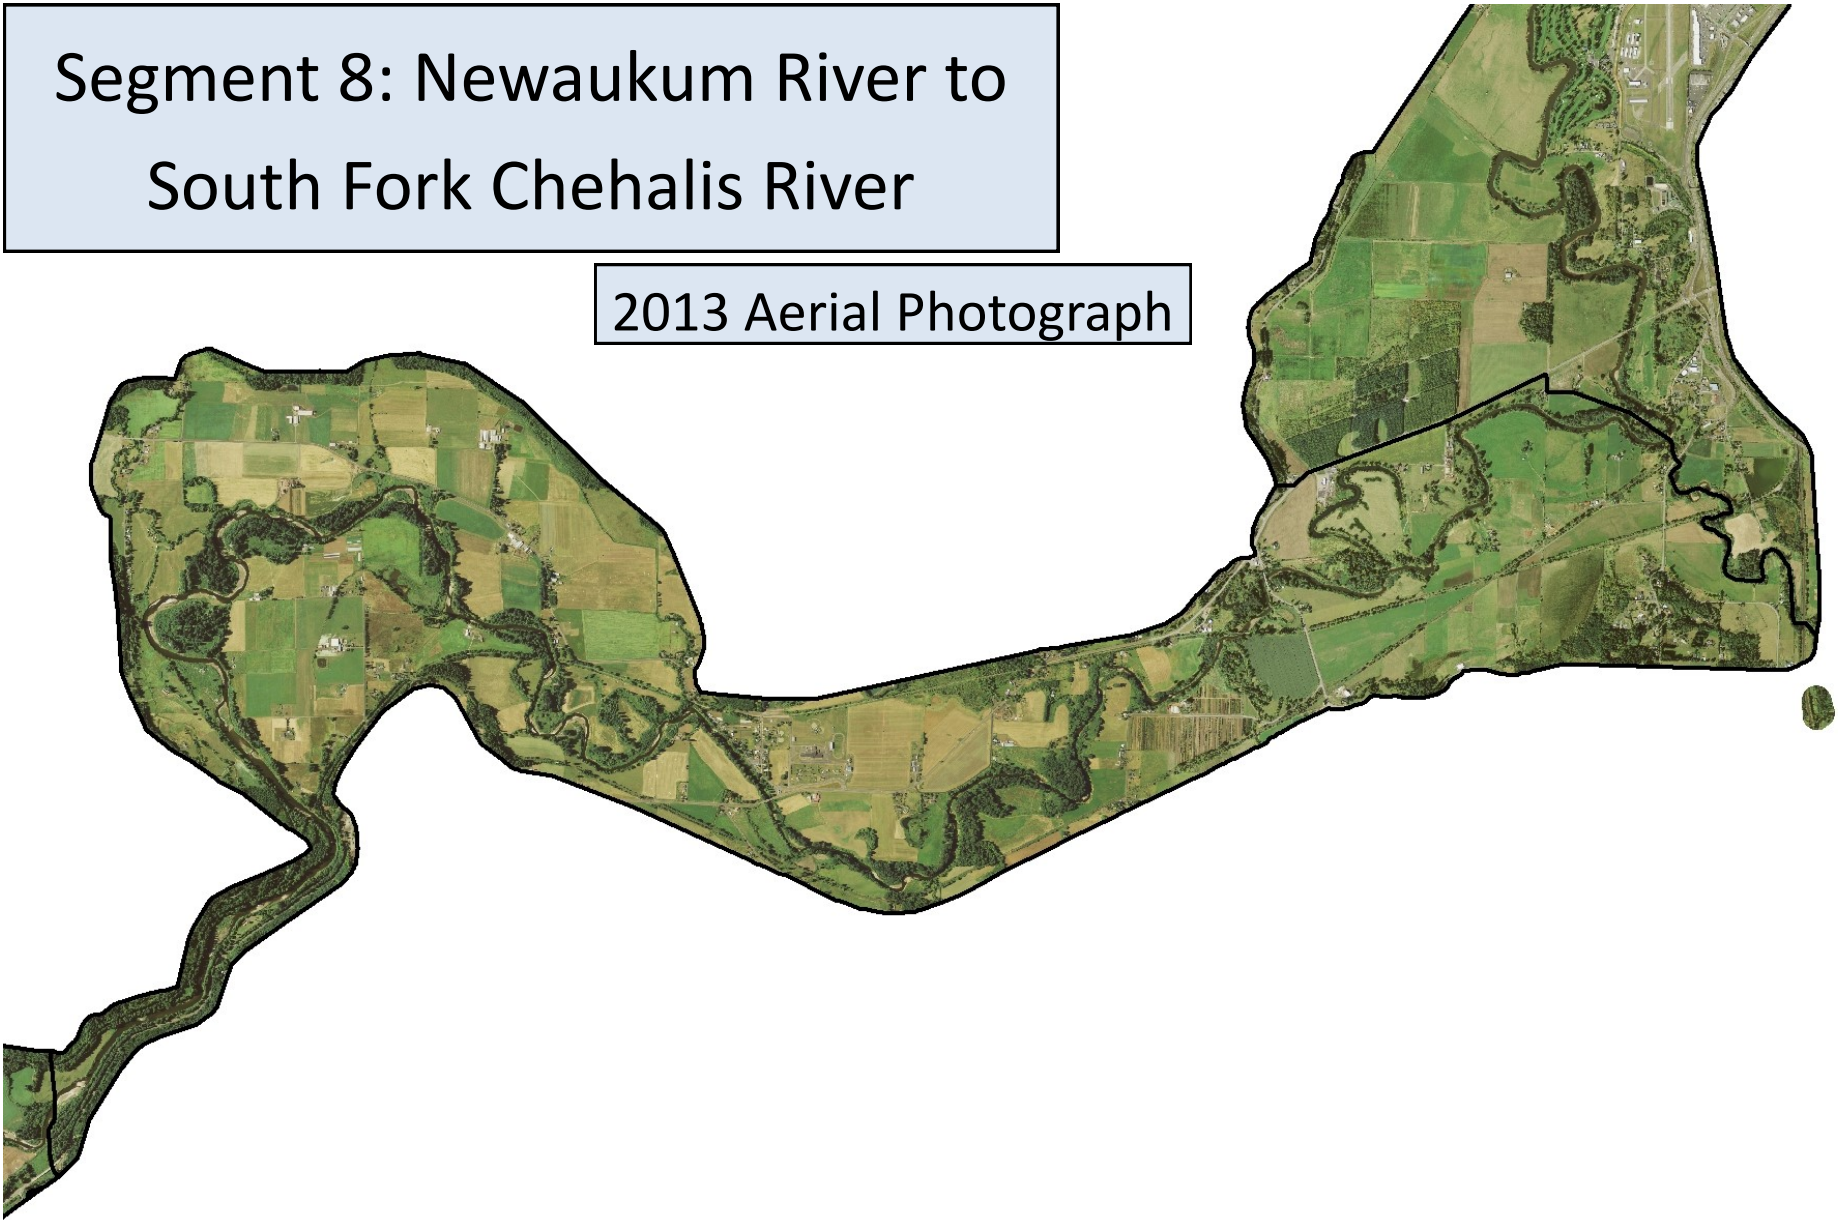 Segment 8: Newaukum River to
South Fork Chehalis River
2013 Aerial Photograph